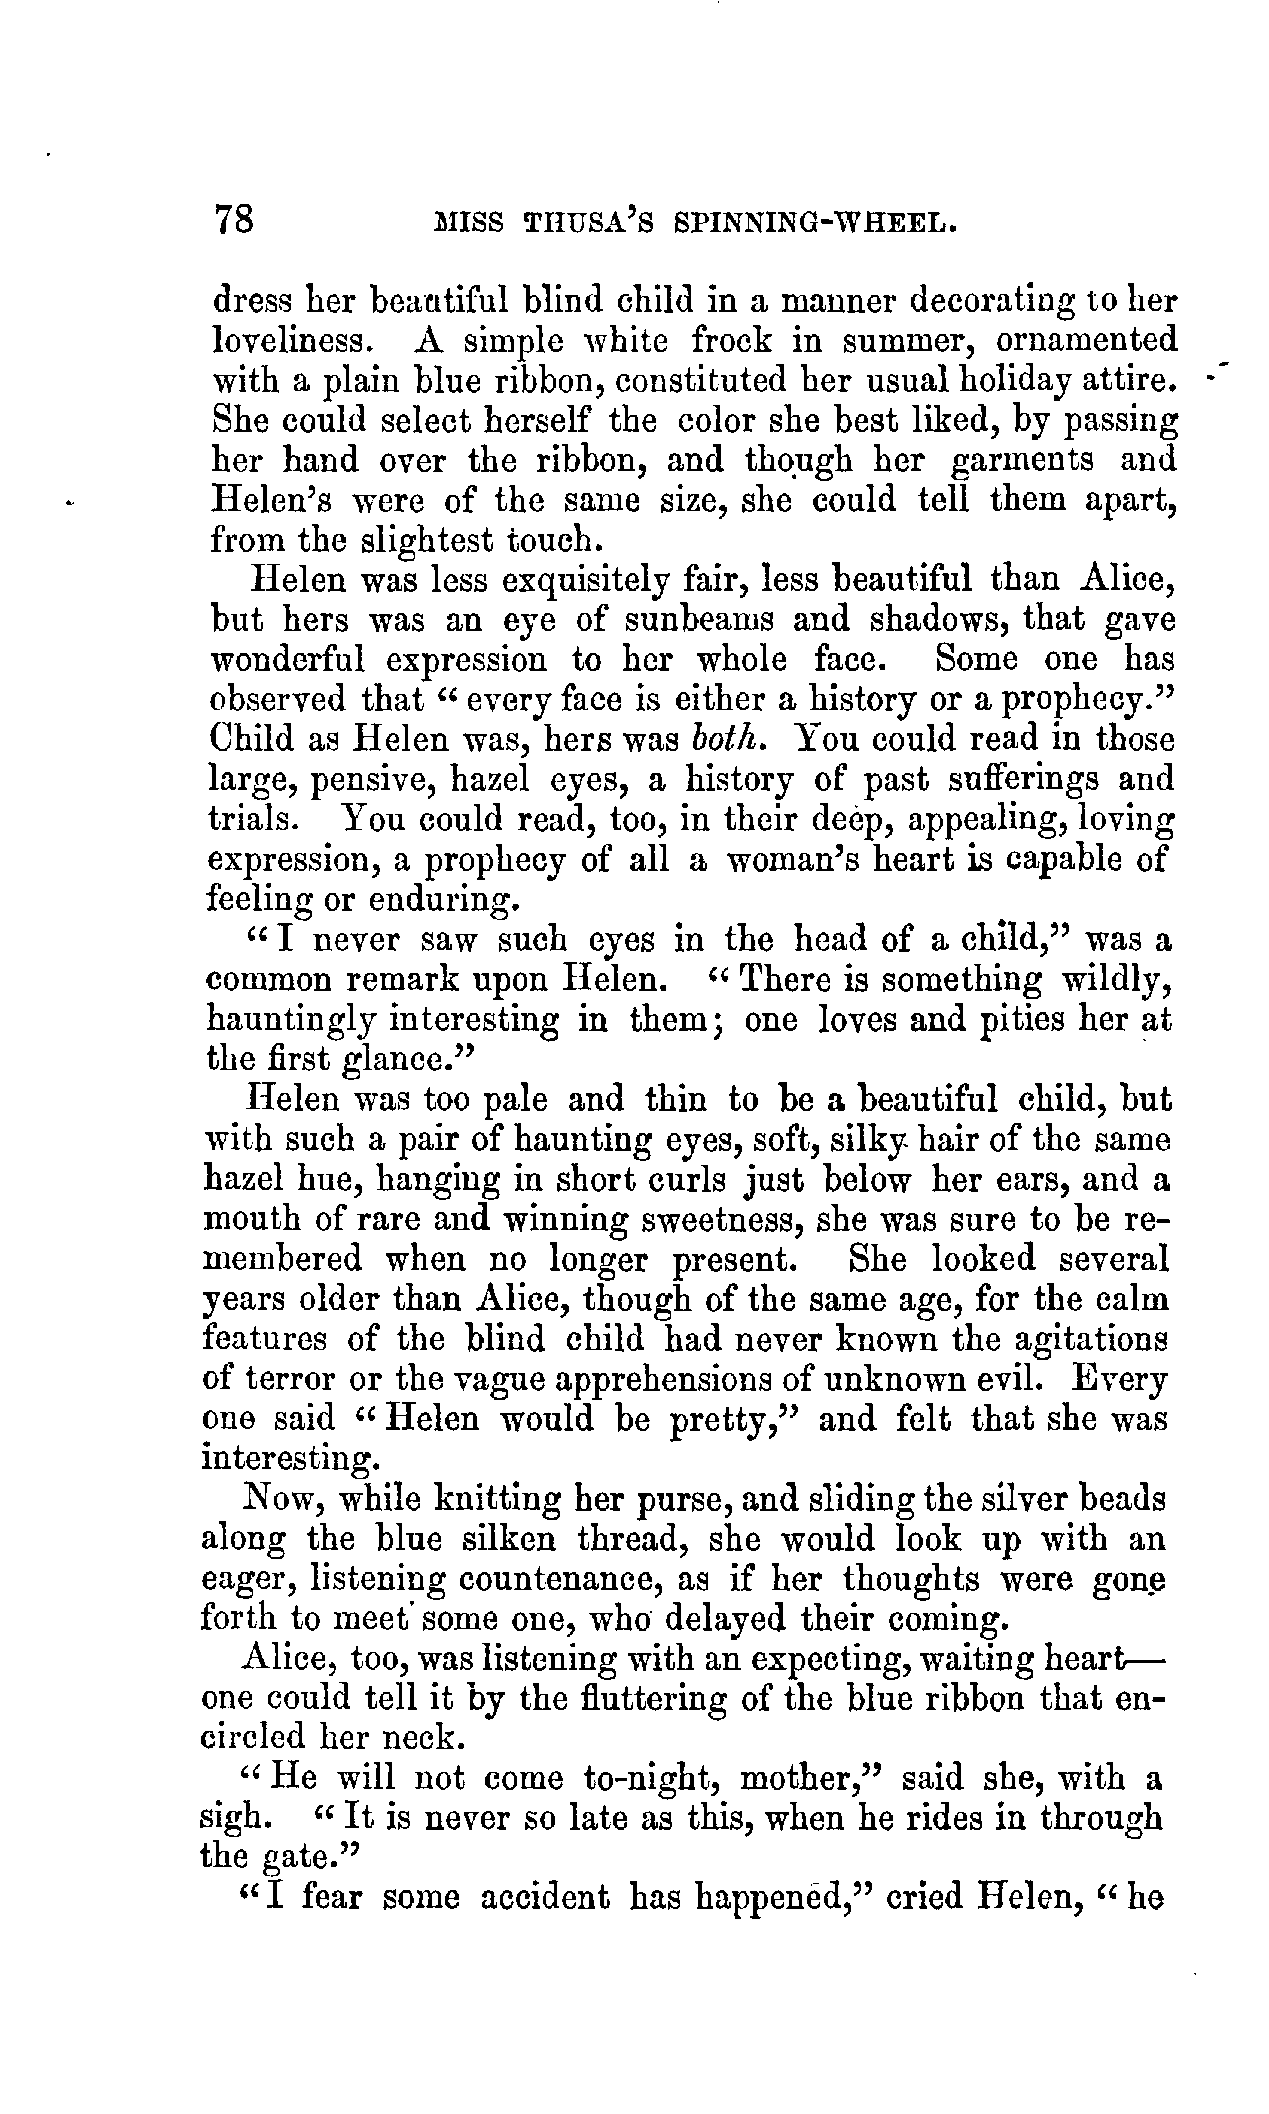 78 MISS THUSA'S SPINNING-WHEEL.
dress her beautiful blind child in a manner decorating to her
loveliness. A simple white frock in summer, ornamented
with a plain blue ribbon, constituted her usual holiday attire.
She could select herself the color she best liked, by passing
her hand over the ribbon, and though her garments and
Helen's were of the same size, she could tell them apart,
from the slightest touch.
Helen was less exquisitely fair, less beautiful than Alice,
but hers was an eye of sunbeams and shadows, that gave
wonderful expression to her whole face. Some one has
observed that "every face is either a history or a prophecy."
Child as Helen was, hers was both. You could read in those
large, pensive, hazel eyes, a history of past sufferings and
trials. You could read, too, in their deep, appealing, loving
expression, a prophecy of all a woman's heart is capable of
feeling or enduring.
"I never saw such eyes in the head of a child," was a
common remark upon Helen. "There is something wildly,
hauntingly interesting in them; one loves and pities her at
the first glance."
Helen was too pale and thin to be a beautiful child, but
with such a pair of haunting eyes, soft, silky hair of the same
hazel hue, hanging in short curls just below her ears, and a
mouth of rare and winning sweetness, she was sure to be re-
membered when no longer present. She looked several
years older than Alice, though of the same age, for the calm
features of the blind child had never known the agitations
of terror or the vague apprehensions of unknown evil. Every
one said "Helen would be pretty," and felt that she was
interesting.
Now, while knitting her purse, and sliding the silver beads
along the blue silken thread, she would look up with an
eager, listening countenance, as if her thoughts were gone
forth to meet some one, who delayed their coming.
Alice, too, was listening with an expecting, waiting heart—
one could tell it by the fluttering of the blue ribbon that en-
circled her neck.
"He will not come to-night, mother," said she, with a
sigh. "It is never so late as this, when he rides in through
the gate."
"I fear some accident has happened," cried Helen, "he